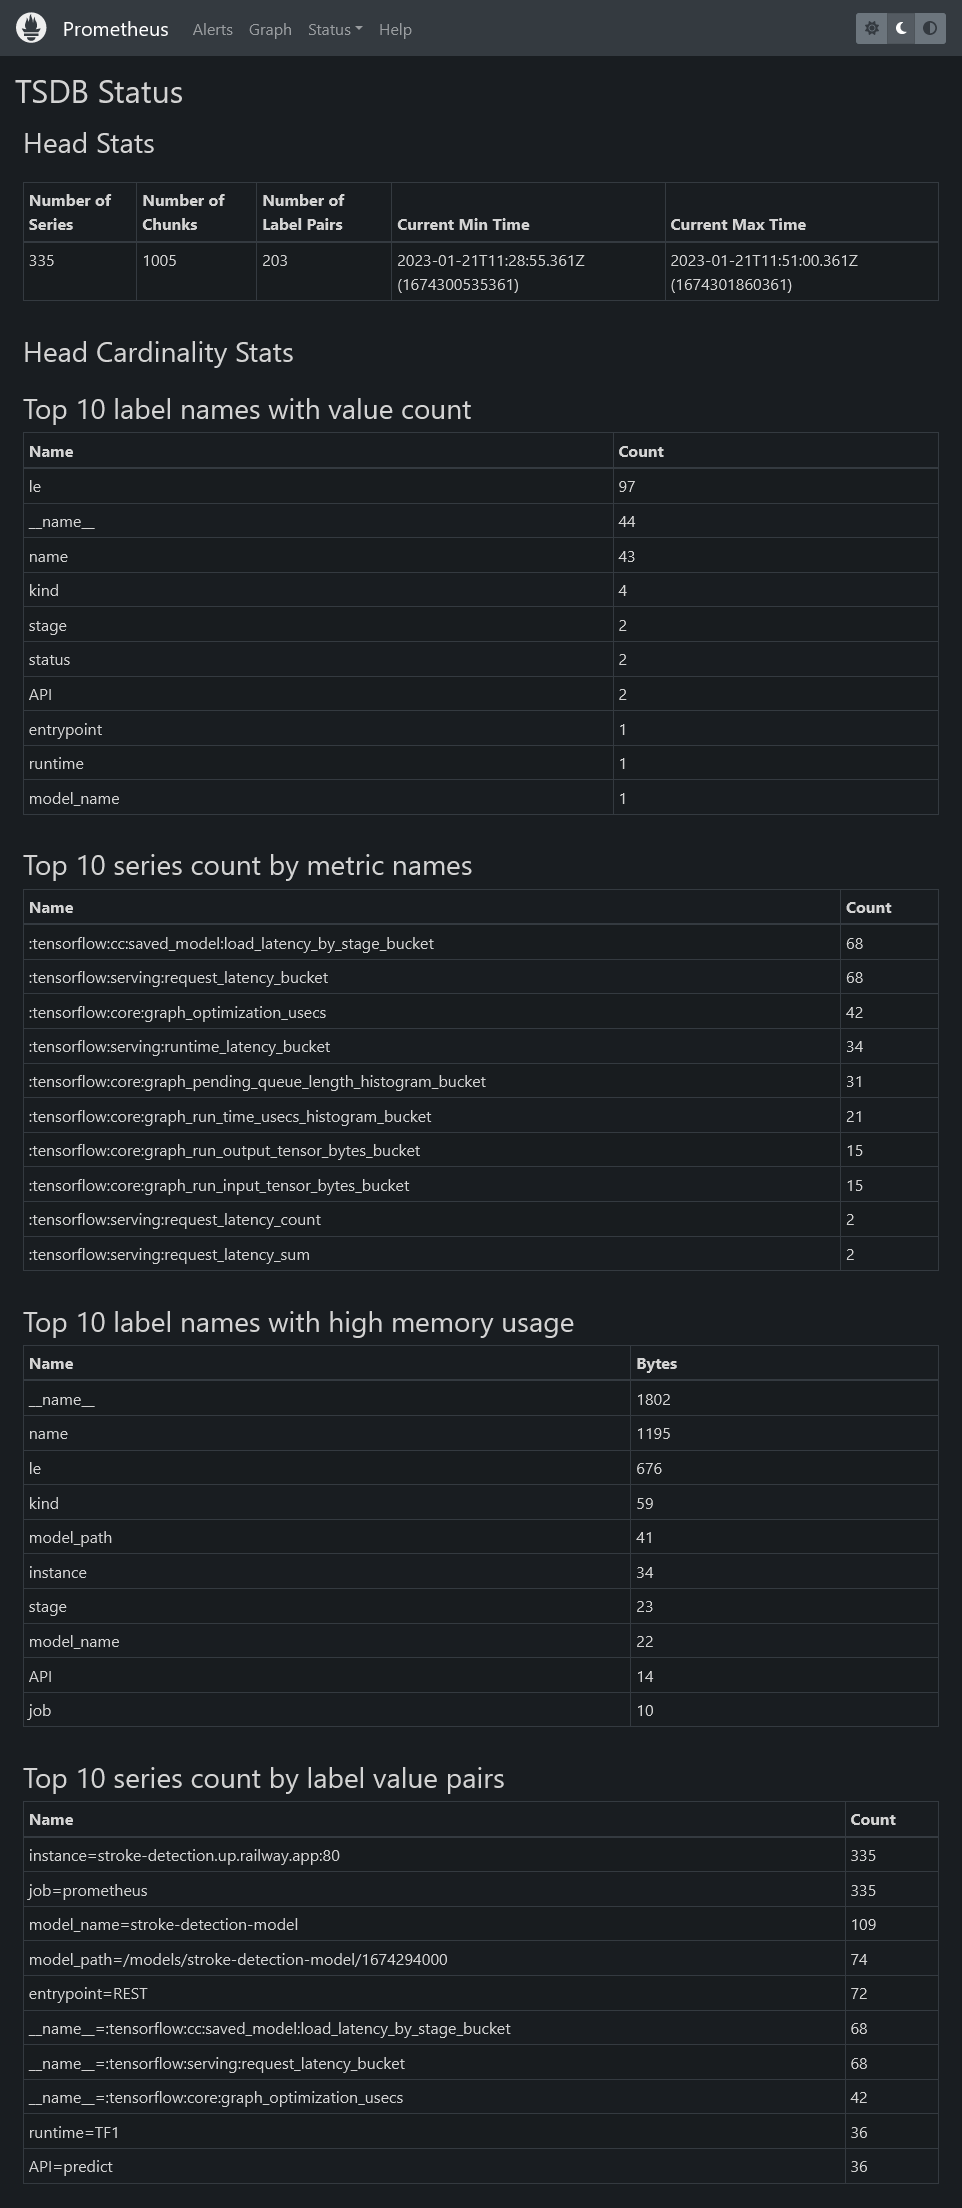 Prometheus Alerts Graph Status Help
TSDB Status
Head Stats
Number of Series Number of Chunks Number of Label Pairs Current Min Time Current Max Time
335 1005 203 2023-01-21T11:28:55.361Z (1674300535361) 2023-01-21T11:51:00.361Z (1674301860361)
Head Cardinality Stats
Top 10 label names with value count
Name Count
le 97
__name__ 44
name 43
kind 4
stage 2
status 2
API 2
entrypoint 1
runtime 1
model_name 1
Top 10 series count by metric names
Name Count
:tensorflow:cc:saved_model:load_latency_by_stage_bucket 68
:tensorflow:serving:request_latency_bucket 68
:tensorflow:core:graph_optimization_usecs 42
:tensorflow:serving:runtime_latency_bucket 34
:tensorflow:core:graph_pending_queue_length_histogram_bucket 31
:tensorflow:core:graph_run_time_usecs_histogram_bucket 21
:tensorflow:core:graph_run_output_tensor_bytes_bucket 15
:tensorflow:core:graph_run_input_tensor_bytes_bucket 15
:tensorflow:serving:request_latency_count 2
:tensorflow:serving:request_latency_sum 2
Top 10 label names with high memory usage
Name Bytes
__name__ 1802
name 1195
le 676
kind 59
model_path 41
instance 34
stage 23
model_name 22
API 14
job 10
Top 10 series count by label value pairs
Name Count
instance=stroke-detection.up.railway.app:80 335
job=prometheus 335
model_name=stroke-detection-model 109
model_path=/models/stroke-detection-model/1674294000 74
entrypoint=REST 72
__name__=:tensorflow:cc:saved_model:load_latency_by_stage_bucket 68
__name__=:tensorflow:serving:request_latency_bucket 68
__name__=:tensorflow:core:graph_optimization_usecs 42
runtime=TF1 36
API=predict 36